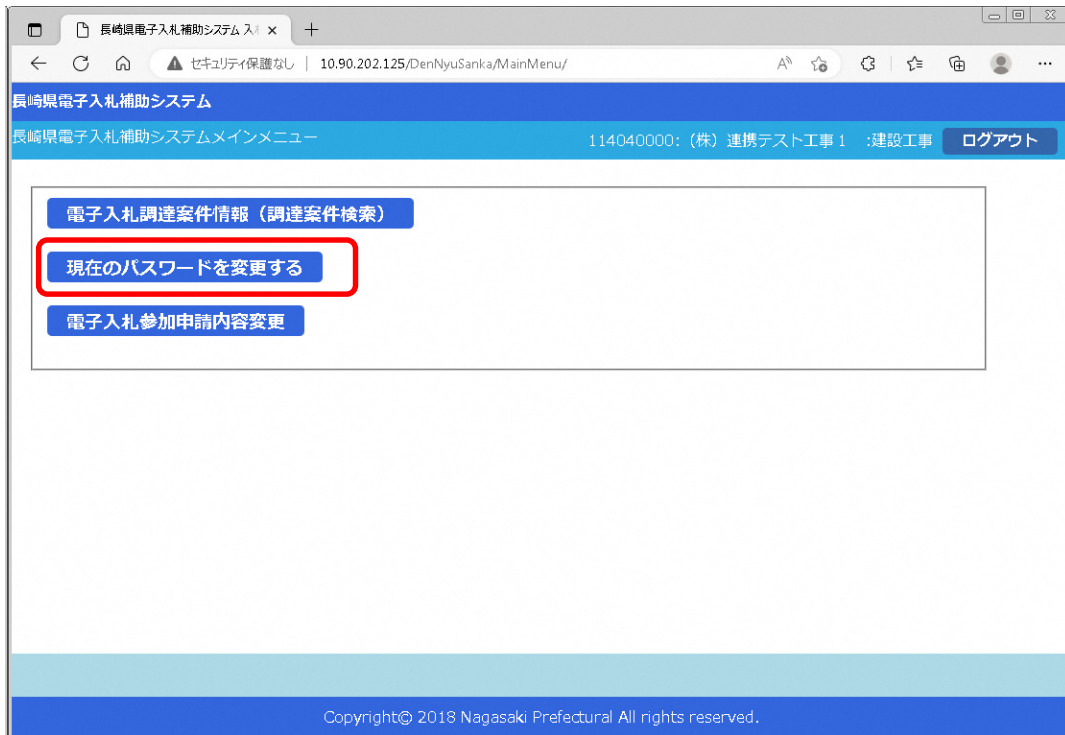 長崎県電子入札補助システム 入
セキュリティ保護なし | 10.90.202.125/DenNyuSanka/MainMenu/
長崎県電子入札補助システム
長崎県電子入札補助システムメインメニュー 114040000:（株）連携テスト工事１ :建設工事 ログアウト
電子入札調達案件情報（調達案件検索）
現在のパスワードを変更する
電子入札参加申請内容変更
Copyright© 2018 Nagasaki Prefectural All rights reserved.